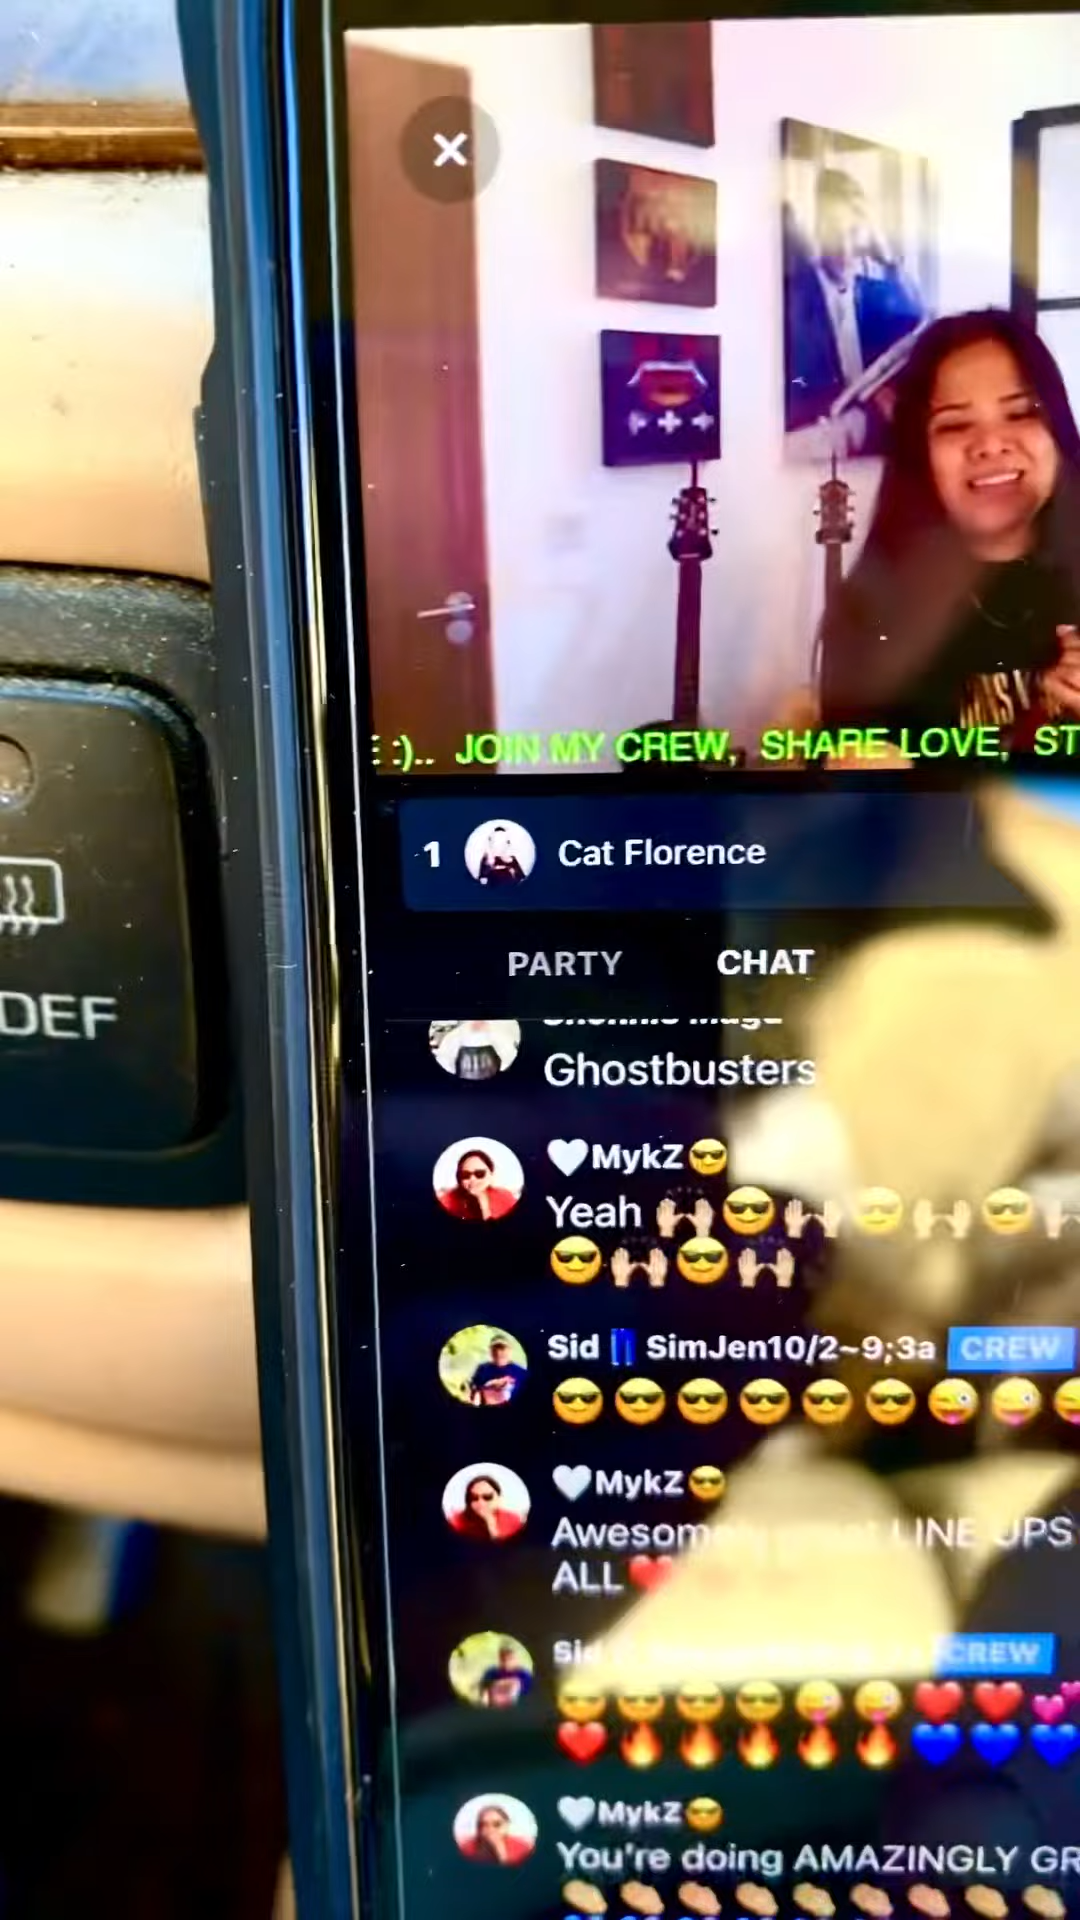 :).. JOIN MY CREW, SHARE LOVE, ST
1 Cat Florence
PARTY CHAT
Ghostbusters
DEF
🤍MykZ😎
Yeah 🙌🏼😎🙌🏼😎🙌🏼😎🙌🏼
😎🙌🏼😎🙌🏼
Sid 👖 SimJen10/2~9;3a CREW
😎😎😎😎😎😎😜😜
🤍MykZ😎
LINE UPS
ALL ❤️
Sid CREW
😎😎😎😎😜😜❤️❤️💕
❤️🔥🔥🔥🔥🔥💙💙💙
🤍MykZ😎
You're doing AMAZINGLY GR